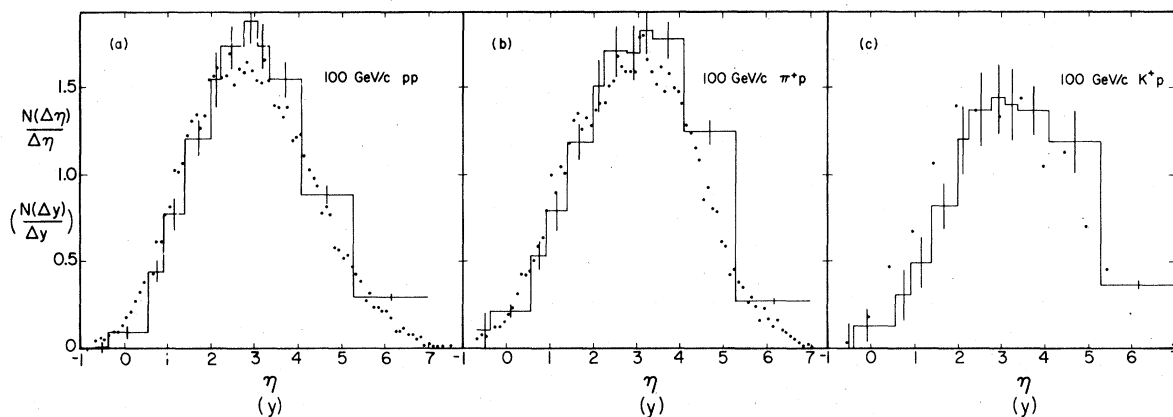 (a)
100 GeV/c pp
(b)
100 GeV/c π⁺p
(c)
100 GeV/c K⁺p
N(Δη)
Δη
(N(Δy)
Δy)
1.5
1.0
0.5
0
-1 0 1 2 3 4 5 6 7 -1 0 1 2 3 4 5 6 7 -1 0 1 2 3 4 5 6 7
η η η
(y) (y) (y)